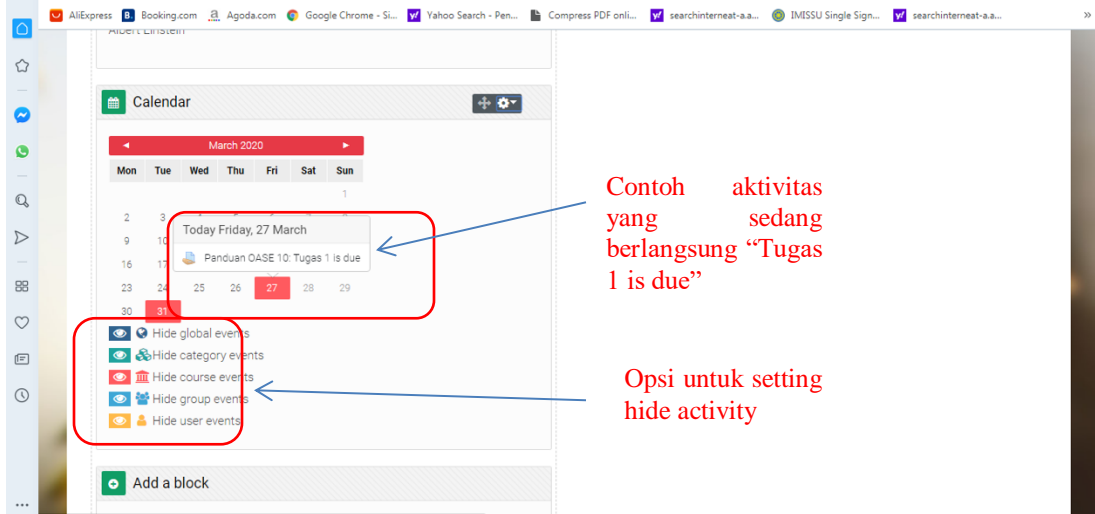 AliExpress B. Booking.com a Agoda.com Google Chrome - Si... Yahoo Search - Pen... Compress PDF onli... searchinterneat-a.a... IMISSU Single Sign... searchinterneat-a.a... »
Albert Einstein
Calendar
◄ March 2020 ►
Mon Tue Wed Thu Fri Sat Sun
1
2 3
9 10
16 17
23 24 25 26 27 28 29
30 31
Today Friday, 27 March
Panduan OASE 10: Tugas 1 is due
Hide global events
Hide category events
Hide course events
Hide group events
Hide user events
Add a block
Contoh aktivitas
yang sedang
berlangsung “Tugas
1 is due”
Opsi untuk setting
hide activity